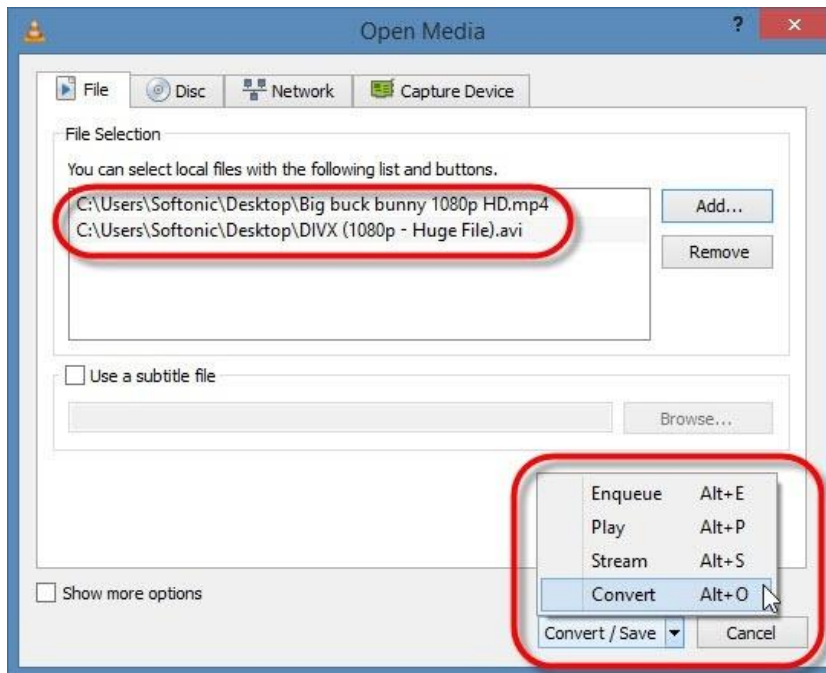 Open Media
?
File
Disc
Network
Capture Device
File Selection
You can select local files with the following list and buttons.
C:\Users\Softonic\Desktop\Big buck bunny 1080p HD.mp4
C:\Users\Softonic\Desktop\DIVX (1080p - Huge File).avi
Add...
Remove
Use a subtitle file
Browse...
Enqueue Alt+E
Play Alt+P
Stream Alt+S
Convert Alt+O
Show more options
Convert / Save
Cancel